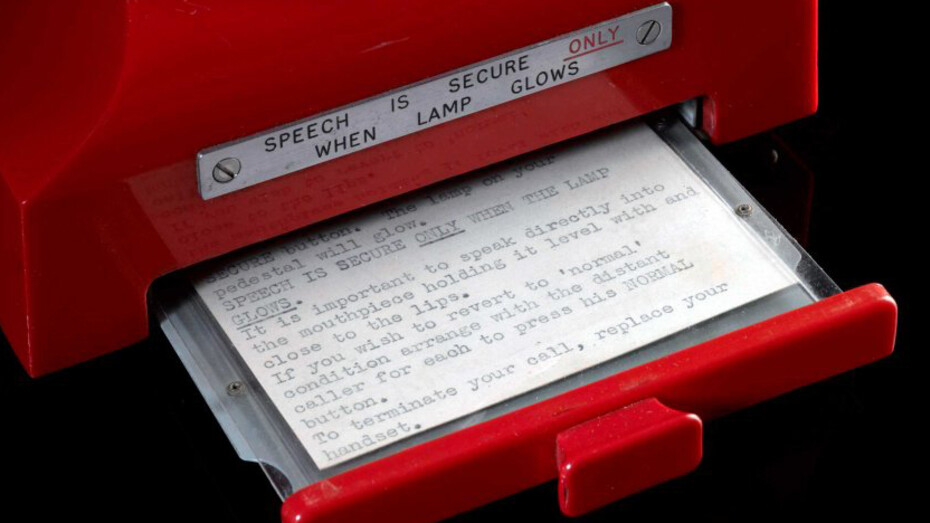 SPEECH IS SECURE ONLY
WHEN LAMP GLOWS
SECURE button. The lamp on your
pedestal will glow.
SPEECH IS SECURE ONLY WHEN THE LAMP
GLOWS.
It is important to speak directly into
the mouthpiece holding it level with and
close to the lips.
If you wish to revert to 'normal'
condition arrange with the distant
caller for each to press his NORMAL
button.
To terminate your call, replace your
handset.